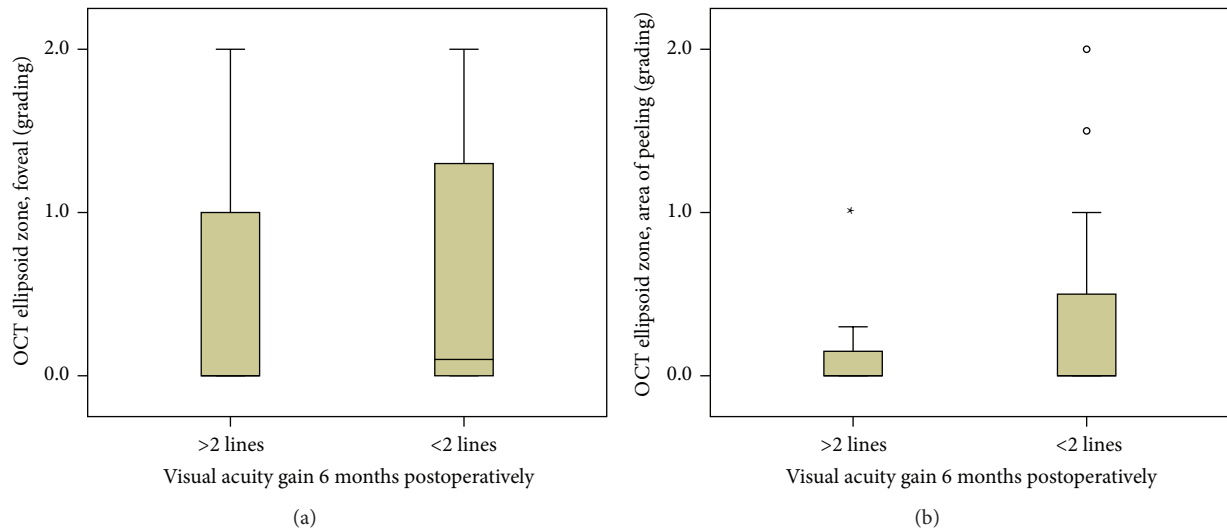 OCT ellipsoid zone, foveal (grading)
2.0
1.0
0.0
>2 lines
<2 lines
Visual acuity gain 6 months postoperatively
(a)
OCT ellipsoid zone, area of peeling (grading)
2.0
1.0
0.0
>2 lines
<2 lines
Visual acuity gain 6 months postoperatively
(b)